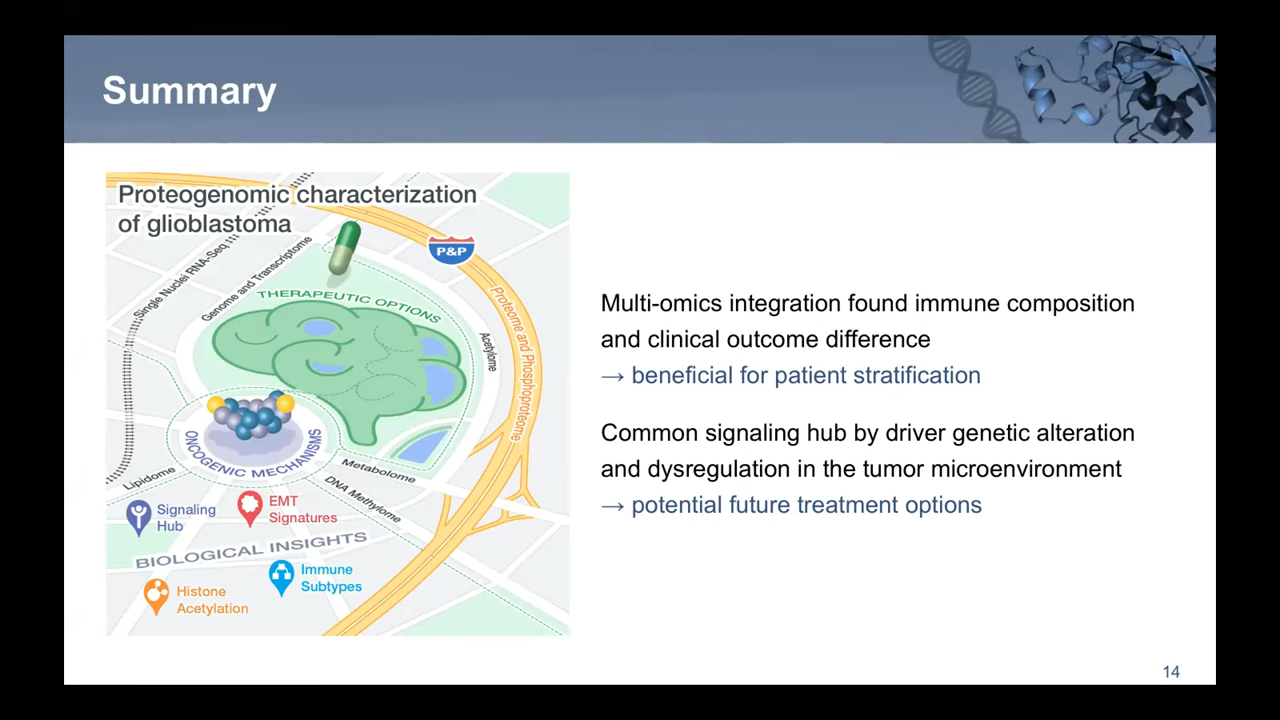 Summary
Proteogenomic characterization
of glioblastoma
P&P
Single Nuclei RNA-Seq
Genome and Transcriptome
THERAPEUTIC OPTIONS
Acetylome
Proteome and Phosphoproteome
ONCOGENIC MECHANISMS
Lipidome
Metabolome
DNA Methylome
Signaling
Hub
EMT
Signatures
BIOLOGICAL INSIGHTS
Histone
Acetylation
Immune
Subtypes
Multi-omics integration found immune composition
and clinical outcome difference
→ beneficial for patient stratification
Common signaling hub by driver genetic alteration
and dysregulation in the tumor microenvironment
→ potential future treatment options
14